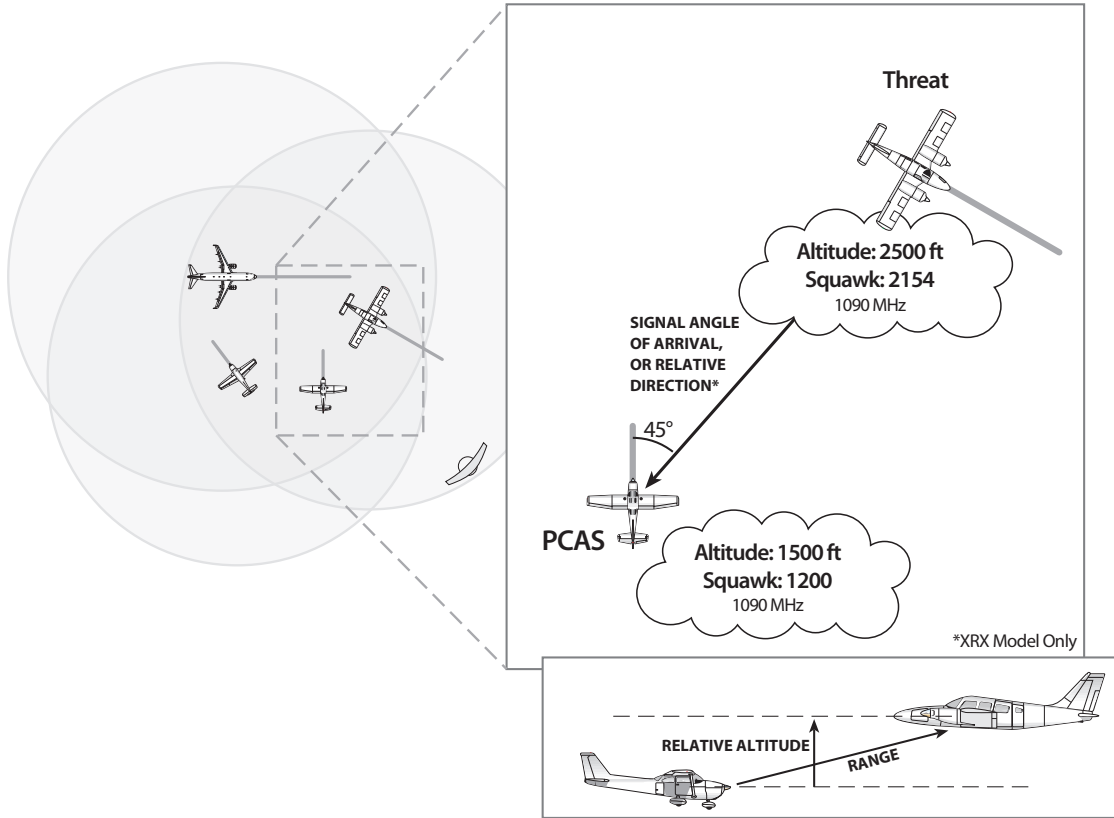 Threat
Altitude: 2500 ft
Squawk: 2154
1090 MHz
SIGNAL ANGLE
OF ARRIVAL,
OR RELATIVE
DIRECTION*
45°
PCAS
Altitude: 1500 ft
Squawk: 1200
1090 MHz
*XRX Model Only
RELATIVE ALTITUDE
RANGE